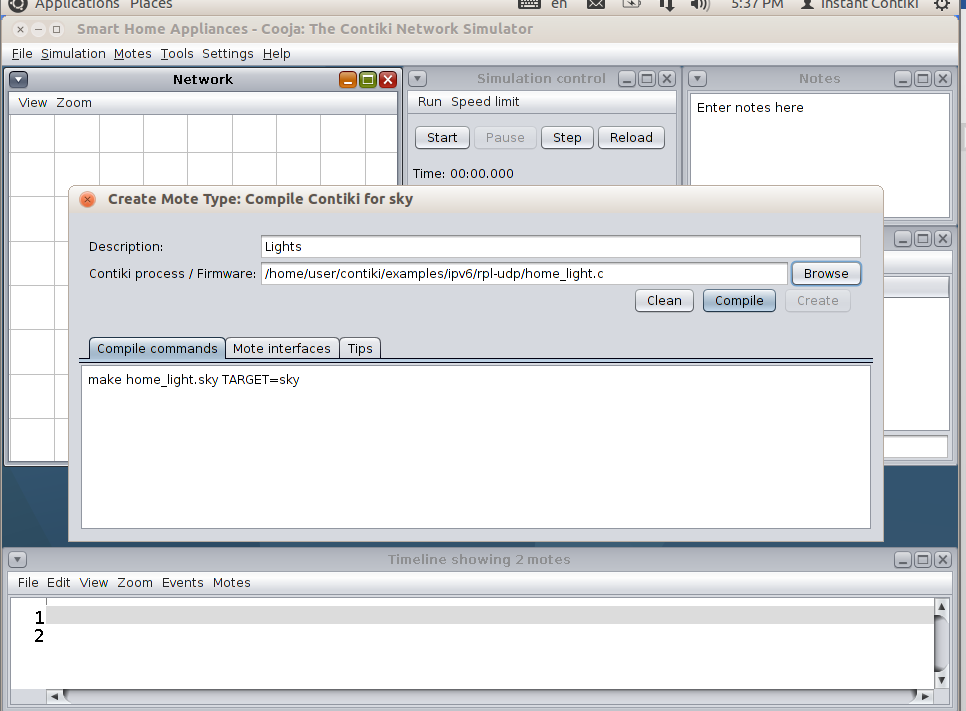 Applications Places en 5:37 PM Instant Contiki
Smart Home Appliances - Cooja: The Contiki Network Simulator
File Simulation Motes Tools Settings Help
Network
View Zoom
Simulation control
Run Speed limit
Start Pause Step Reload
Time: 00:00.000
Notes
Enter notes here
Create Mote Type: Compile Contiki for sky
Description: Lights
Contiki process / Firmware: /home/user/contiki/examples/ipv6/rpl-udp/home_light.c Browse
Clean Compile Create
Compile commands Mote interfaces Tips
make home_light.sky TARGET=sky
Timeline showing 2 motes
File Edit View Zoom Events Motes
1
2